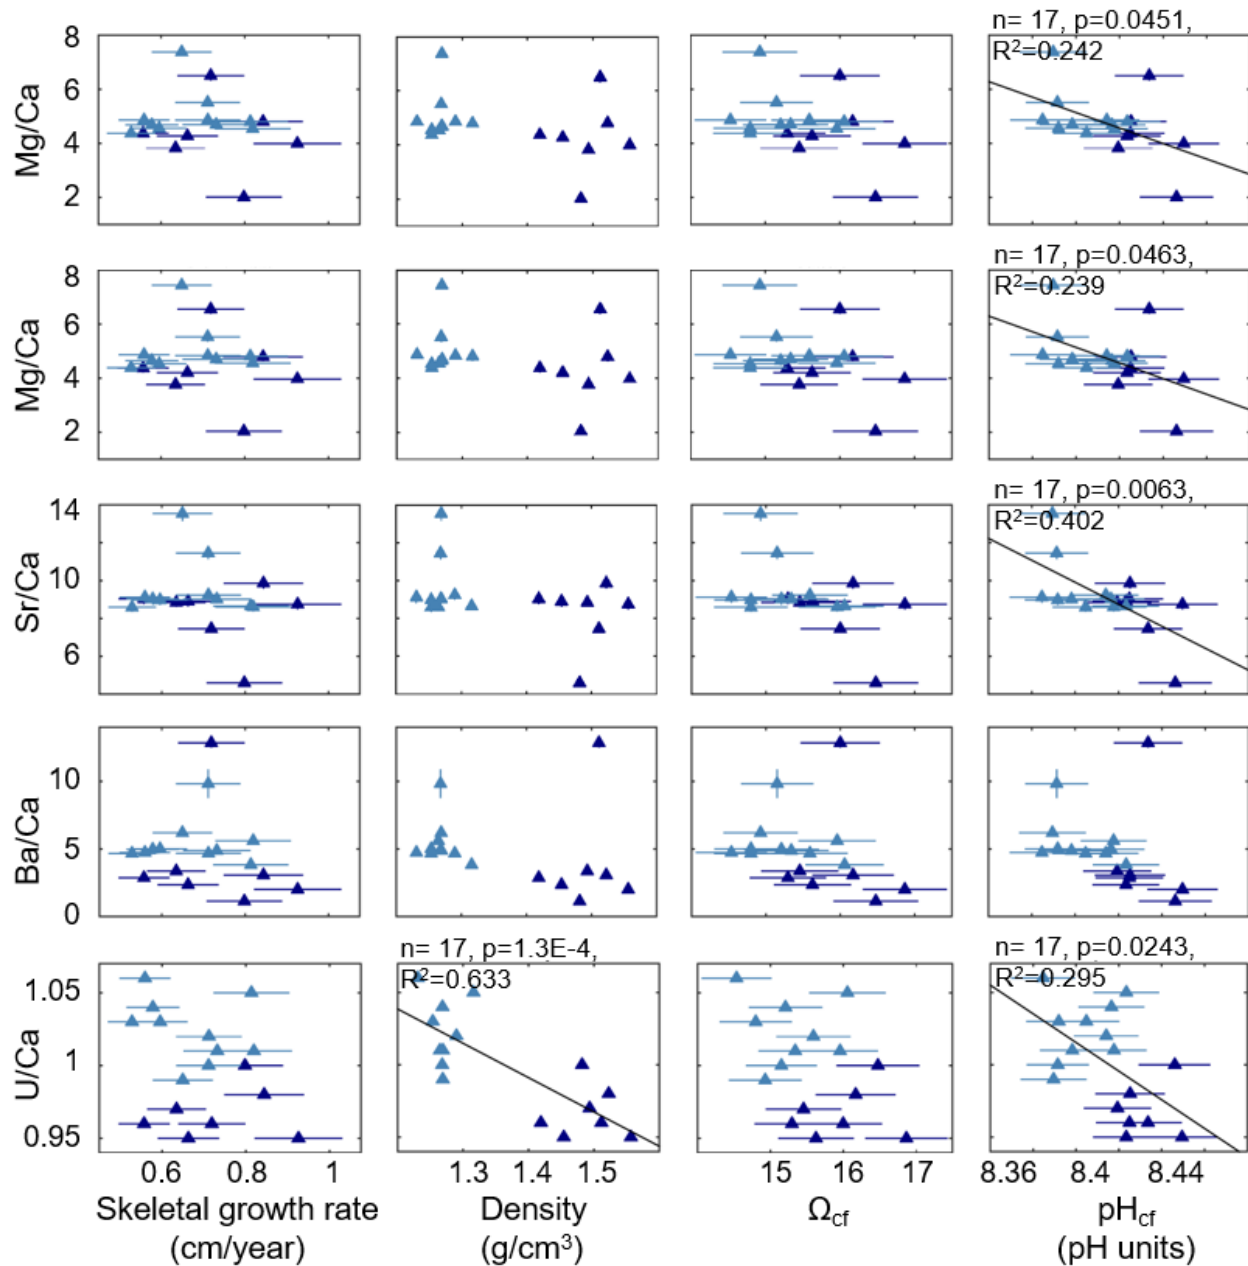 n= 17, p=0.0451,
R²=0.242
Mg/Ca
8
6
4
2
n= 17, p=0.0463,
R²=0.239
Mg/Ca
8
6
4
2
n= 17, p=0.0063,
R²=0.402
Sr/Ca
14
10
6
Ba/Ca
10
5
0
n= 17, p=1.3E-4,
R²=0.633
n= 17, p=0.0243,
R²=0.295
U/Ca
1.05
1
0.95
0.6 0.8 1
1.3 1.5
15 16 17
8.36 8.4 8.44
Skeletal growth rate
(cm/year)
Density
(g/cm³)
Ωcf
pHcf
(pH units)